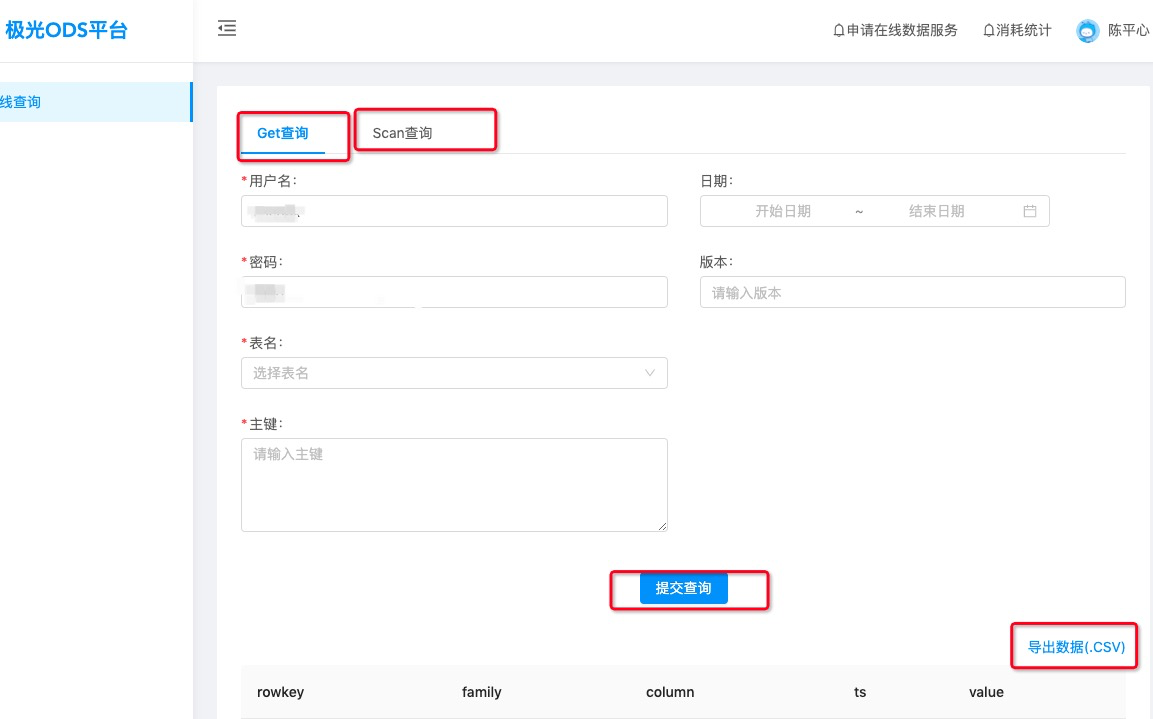 极光ODS平台
申请在线数据服务 消耗统计 陈平心
线查询
Get查询 Scan查询
*用户名: 日期:
开始日期 ~ 结束日期
*密码: 版本:
请输入版本
*表名:
选择表名
*主键:
请输入主键
提交查询
导出数据(.CSV)
rowkey family column ts value